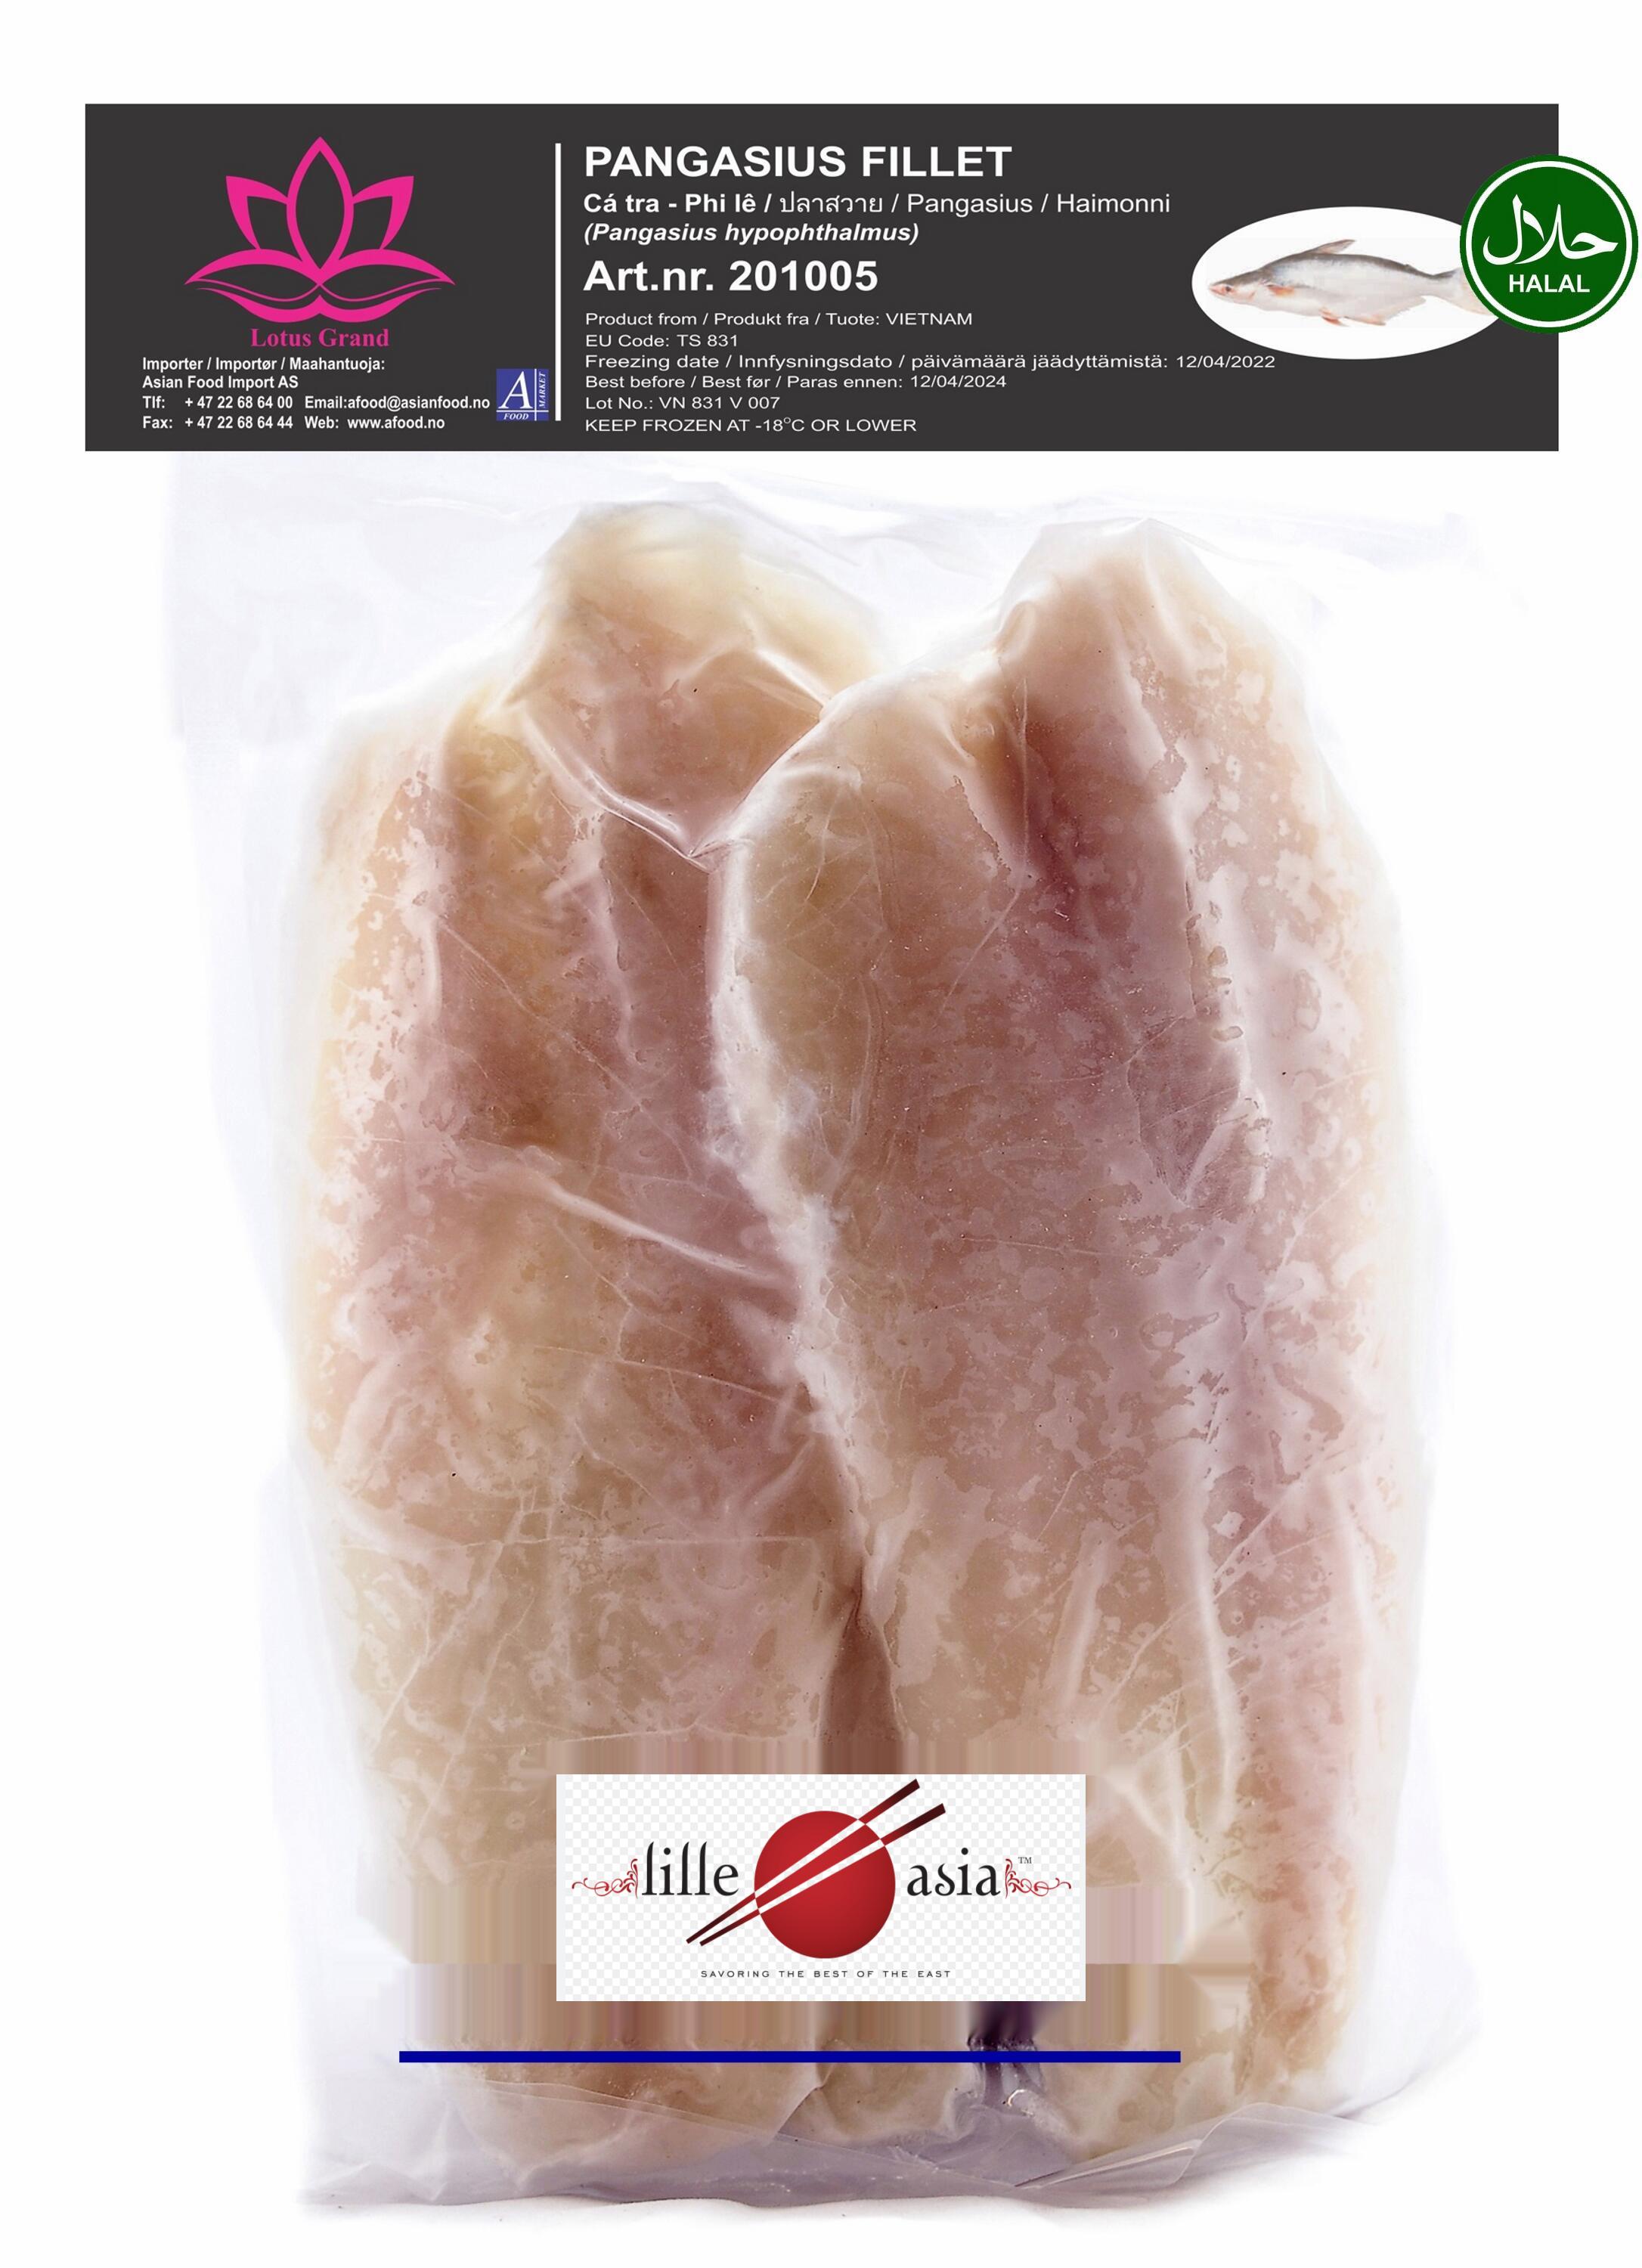 PANGASIUS FILLET
Cá tra - Phi lê / ปลาสวาย / Pangasius / Haimonni
(Pangasius hypophthalmus)
Art.nr. 201005
Product from / Produkt fra / Tuote: VIETNAM
EU Code: TS 831
Freezing date / Innfysningsdato / päivämäärä jäädyttämistä: 12/04/2022
Best before / Best før / Paras ennen: 12/04/2024
Lot No.: VN 831 V 007
KEEP FROZEN AT -18°C OR LOWER
Lotus Grand
Importer / Importør / Maahantuoja:
Asian Food Import AS
Tlf: + 47 22 68 64 00 Email:afood@asianfood.no
Fax: + 47 22 68 64 44 Web: www.afood.no
A
FOOD
MARKET
حلال
HALAL
lille asia™
SAVORING THE BEST OF THE EAST